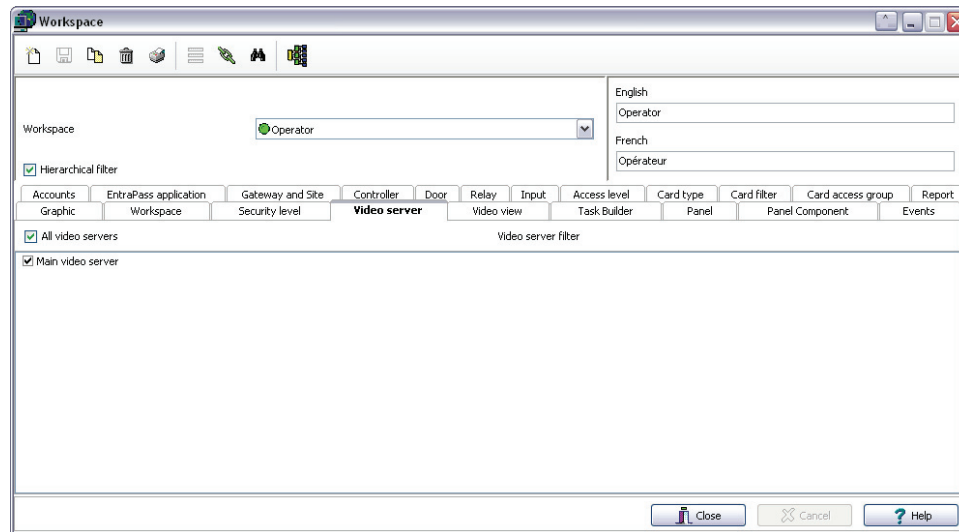 Workspace
English
Operator
Workspace
Operator
French
Opérateur
Hierarchical filter
Accounts EntraPass application Gateway and Site Controller Door Relay Input Access level Card type Card filter Card access group Report
Graphic Workspace Security level Video server Video view Task Builder Panel Panel Component Events
All video servers Video server filter
Main video server
Close Cancel ? Help